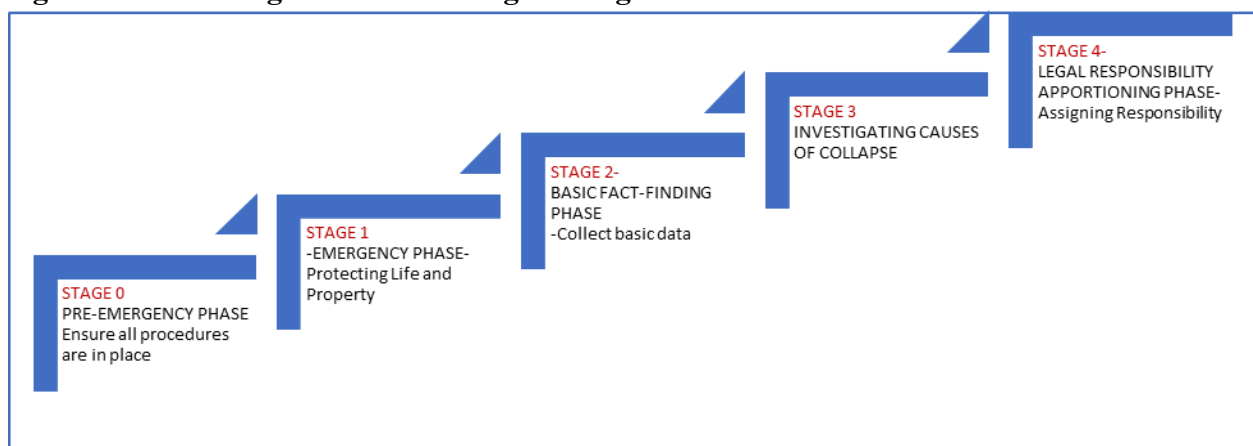 STAGE 0
PRE-EMERGENCY PHASE
Ensure all procedures
are in place
STAGE 1
-EMERGENCY PHASE-
Protecting Life and
Property
STAGE 2-
BASIC FACT-FINDING
PHASE
-Collect basic data
STAGE 3
INVESTIGATING CAUSES
OF COLLAPSE
STAGE 4-
LEGAL RESPONSIBILITY
APPORTIONING PHASE-
Assigning Responsibility